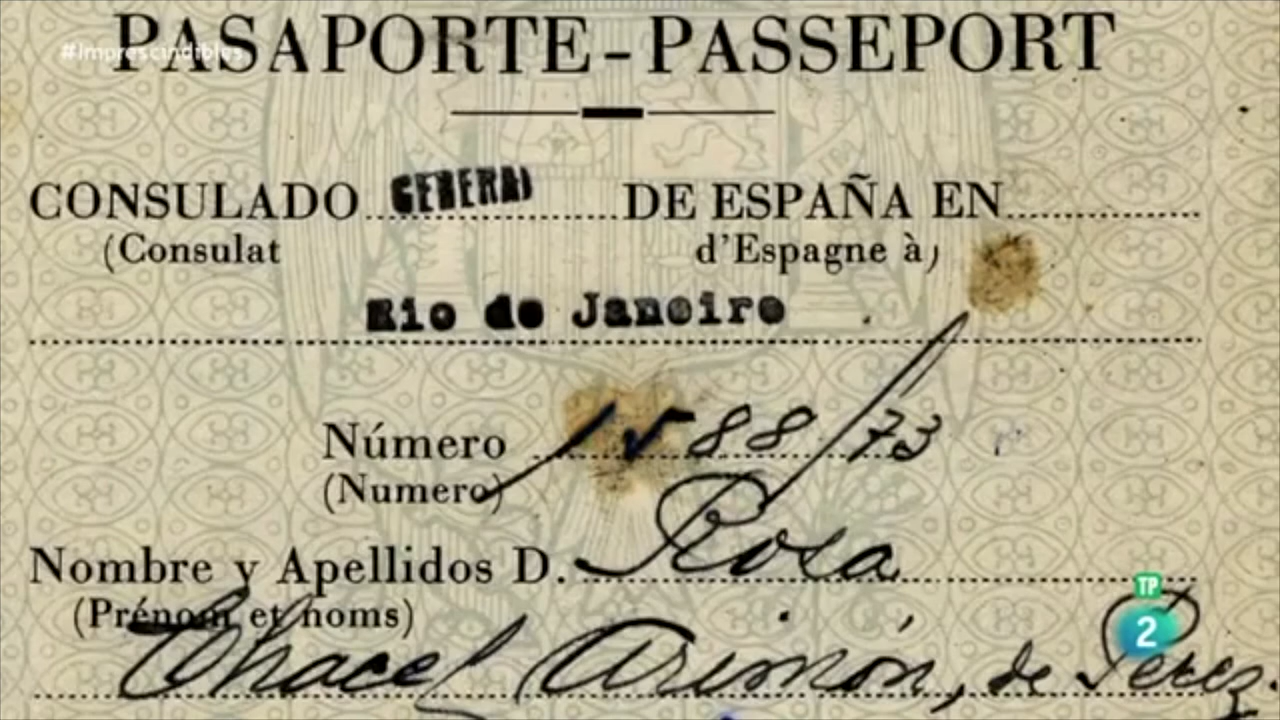 PASAPORTE-PASSEPORT
#Imprescindibles
CONSULADO GENERAL DE ESPAÑA EN
(Consulat d'Espagne à)
Rio de Janeiro
Número 1588/73
(Numero)
Nombre y Apellidos D. Rosa
(Prénom et noms)
Chacel Arimón, de Perez.
TP
2